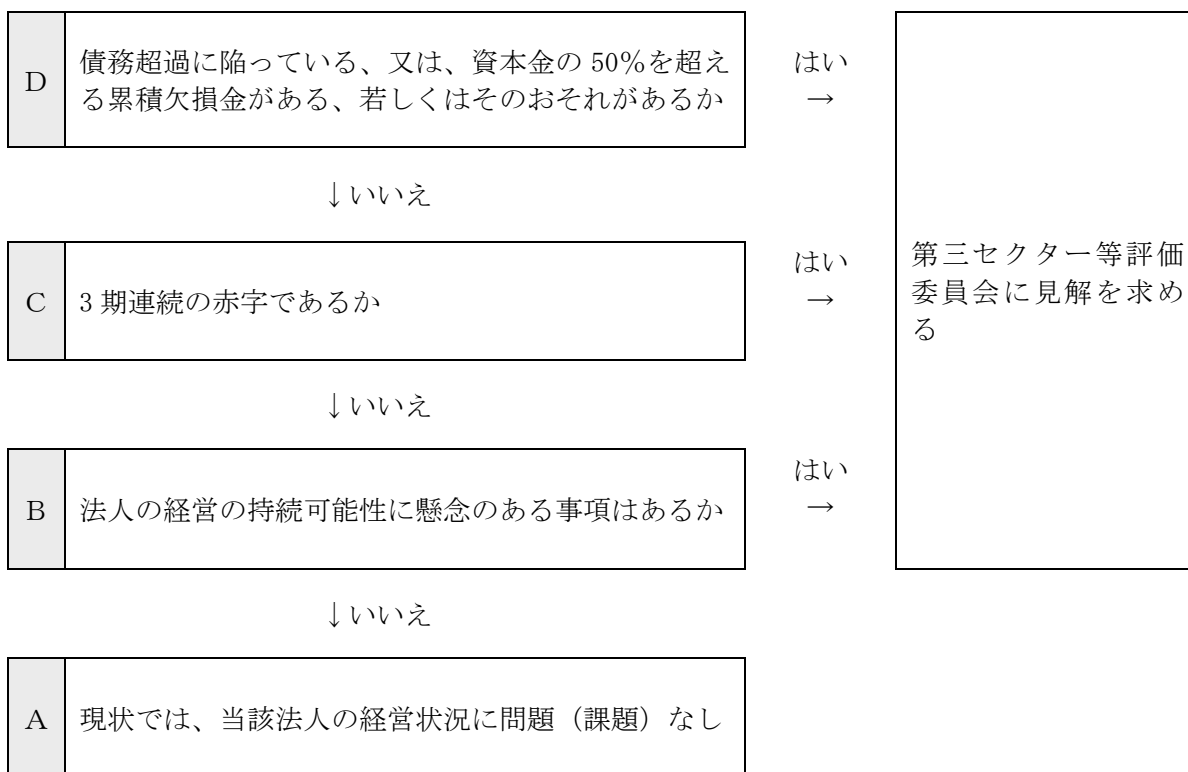 D
債務超過に陥っている、又は、資本金の 50%を超え
る累積欠損金がある、若しくはそのおそれがあるか
はい
→
↓いいえ
C
3 期連続の赤字であるか
はい
→
第三セクター等評価
委員会に見解を求め
る
↓いいえ
B
法人の経営の持続可能性に懸念のある事項はあるか
はい
→
↓いいえ
A
現状では、当該法人の経営状況に問題（課題）なし